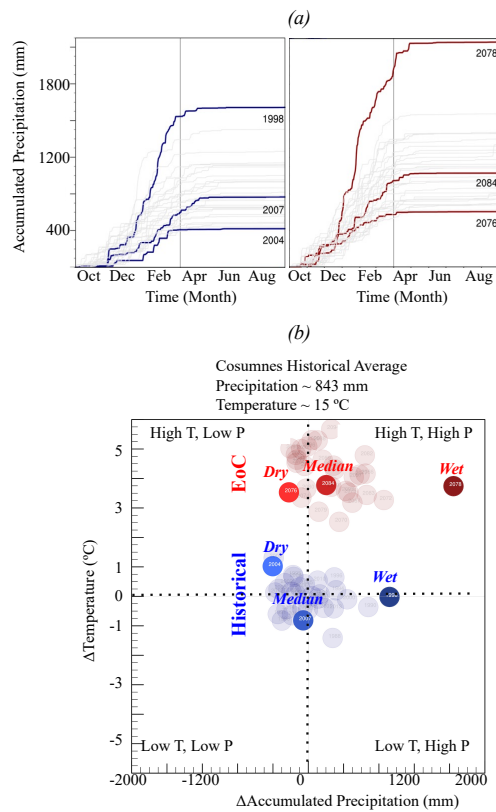 (a)
Accumulated Precipitation (mm)
1800
1200
400
1998
2007
2004
2078
2084
2076
Oct Dec Feb Apr Jun Aug
Oct Dec Feb Apr Jun Aug
Time (Month)
Time (Month)
(b)
Cosumnes Historical Average
Precipitation ~ 843 mm
Temperature ~ 15 ºC
High T, Low P
High T, High P
EoC
Dry
Median
Wet
2076
2084
2078
Historical
Dry
Median
Wet
2004
2007
Low T, Low P
Low T, High P
ΔTemperature (ºC)
5
3
1
0
-1
-3
-5
-2000 -1200 0 1200 2000
ΔAccumulated Precipitation (mm)